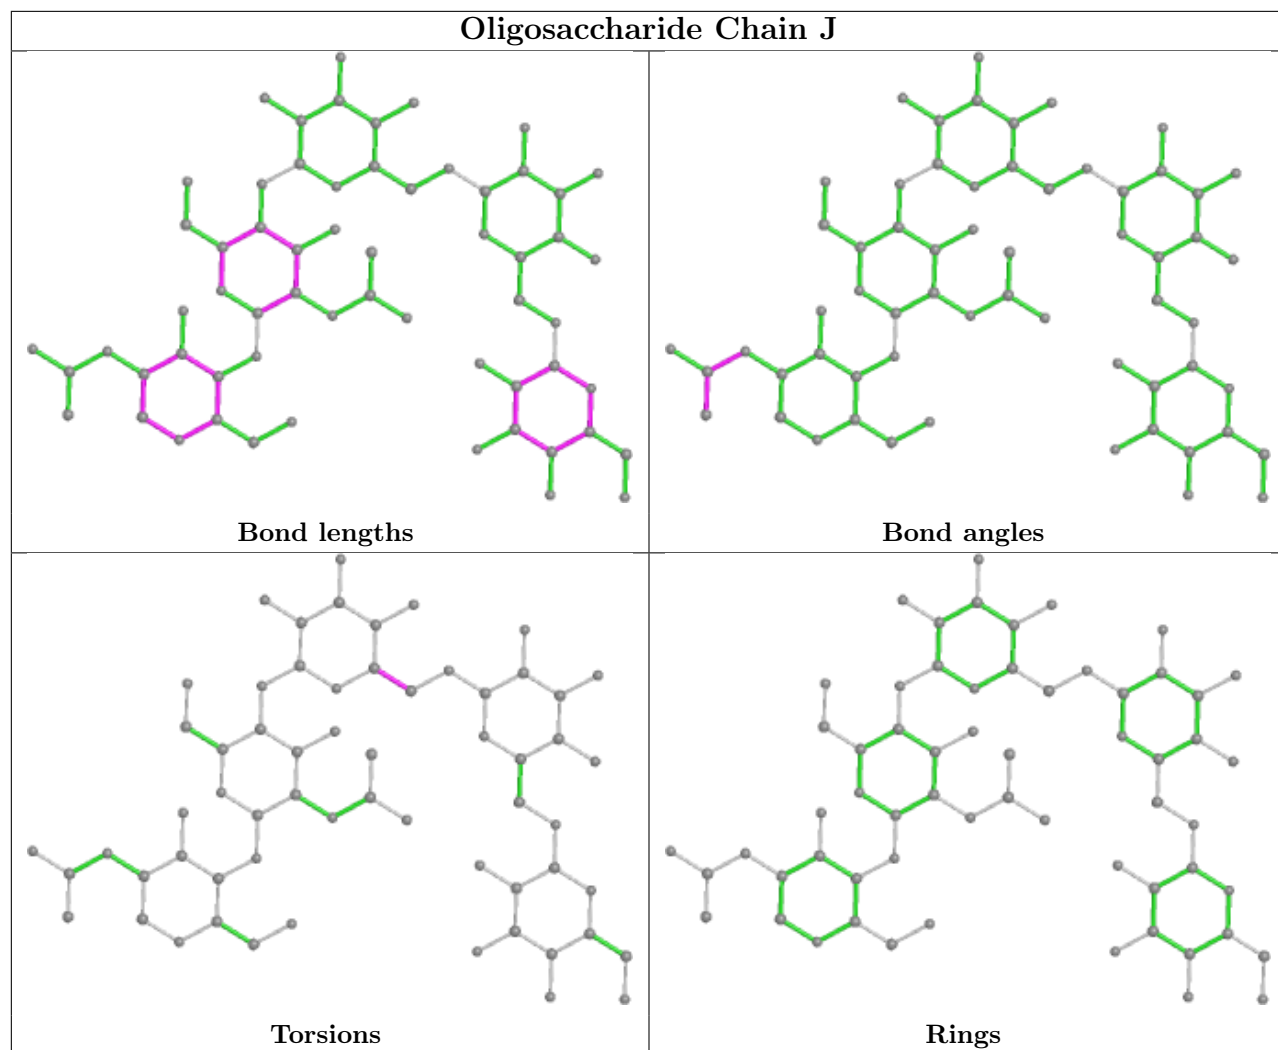 Oligosaccharide Chain J
Bond lengths
Bond angles
Torsions
Rings